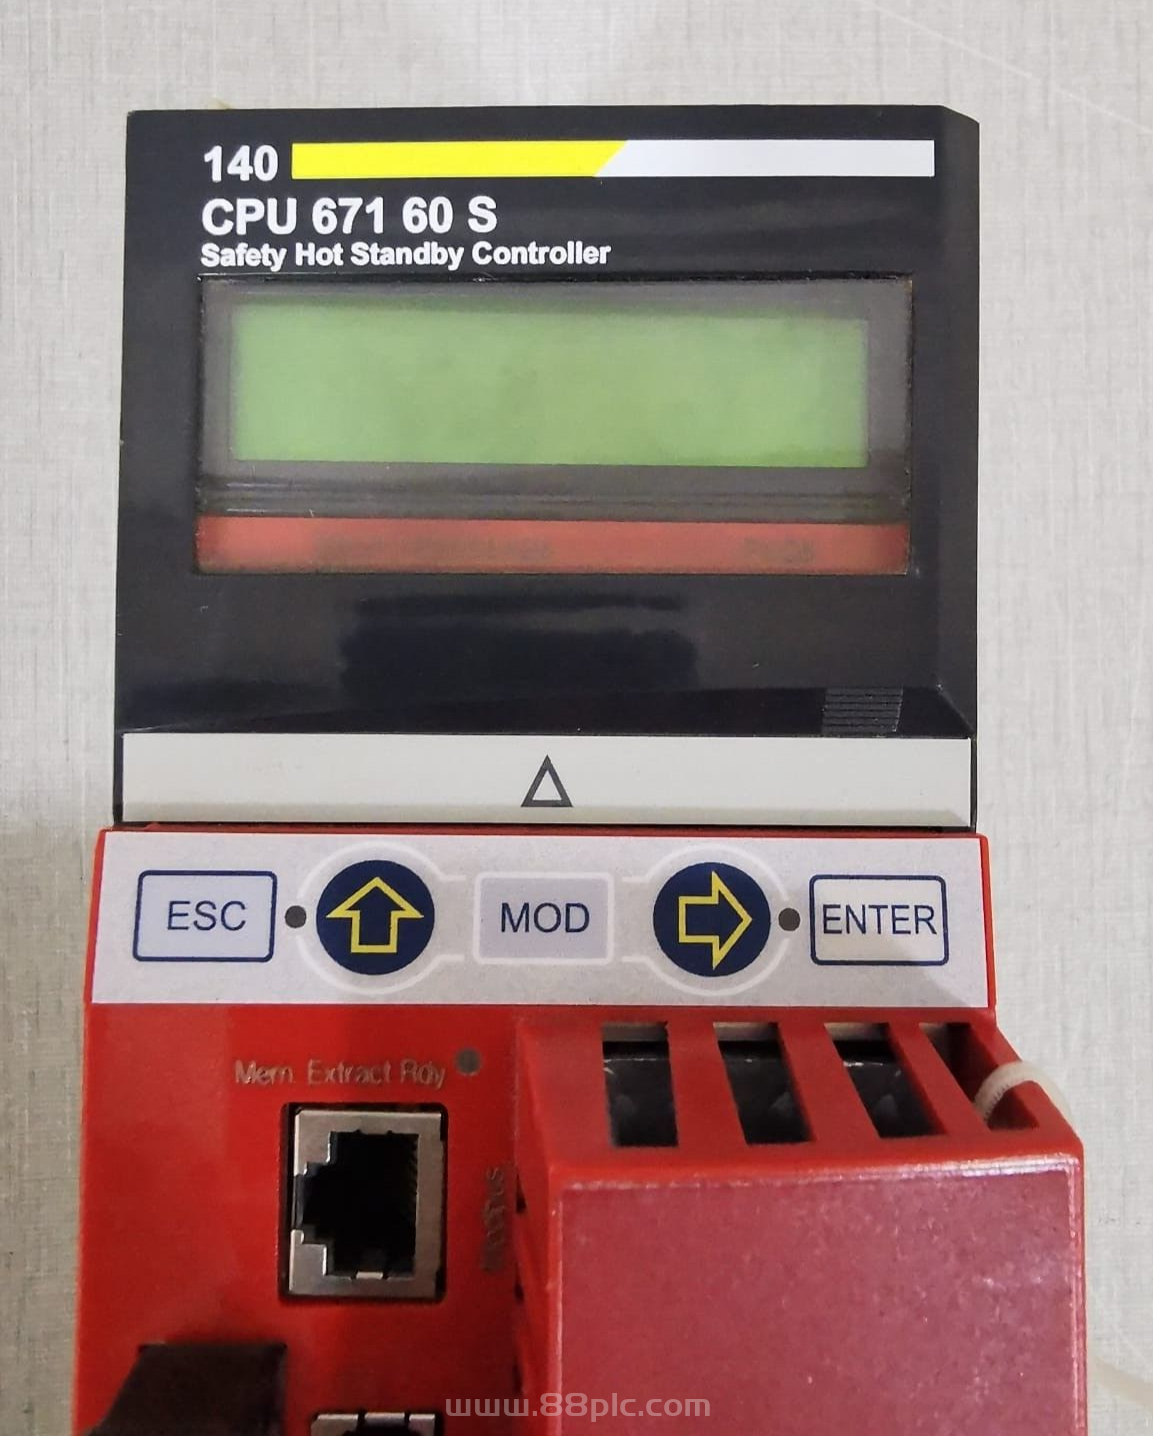 140
CPU 671 60 S
Safety Hot Standby Controller
ESC
MOD
ENTER
Mem Extract Rdy
www.88plc.com